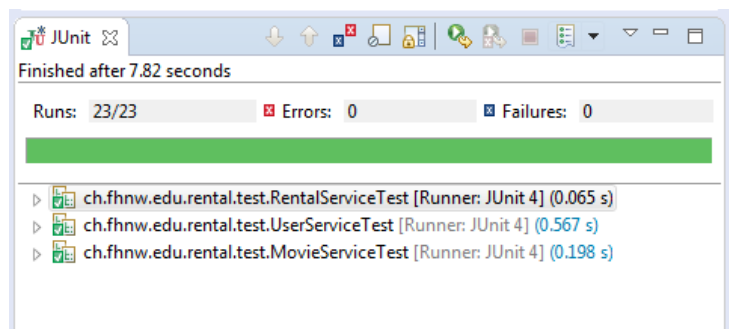 JUnit
Finished after 7.82 seconds
Runs: 23/23 Errors: 0 Failures: 0
ch.fhnw.edu.rental.test.RentalServiceTest [Runner: JUnit 4] (0.065 s)
ch.fhnw.edu.rental.test.UserServiceTest [Runner: JUnit 4] (0.567 s)
ch.fhnw.edu.rental.test.MovieServiceTest [Runner: JUnit 4] (0.198 s)